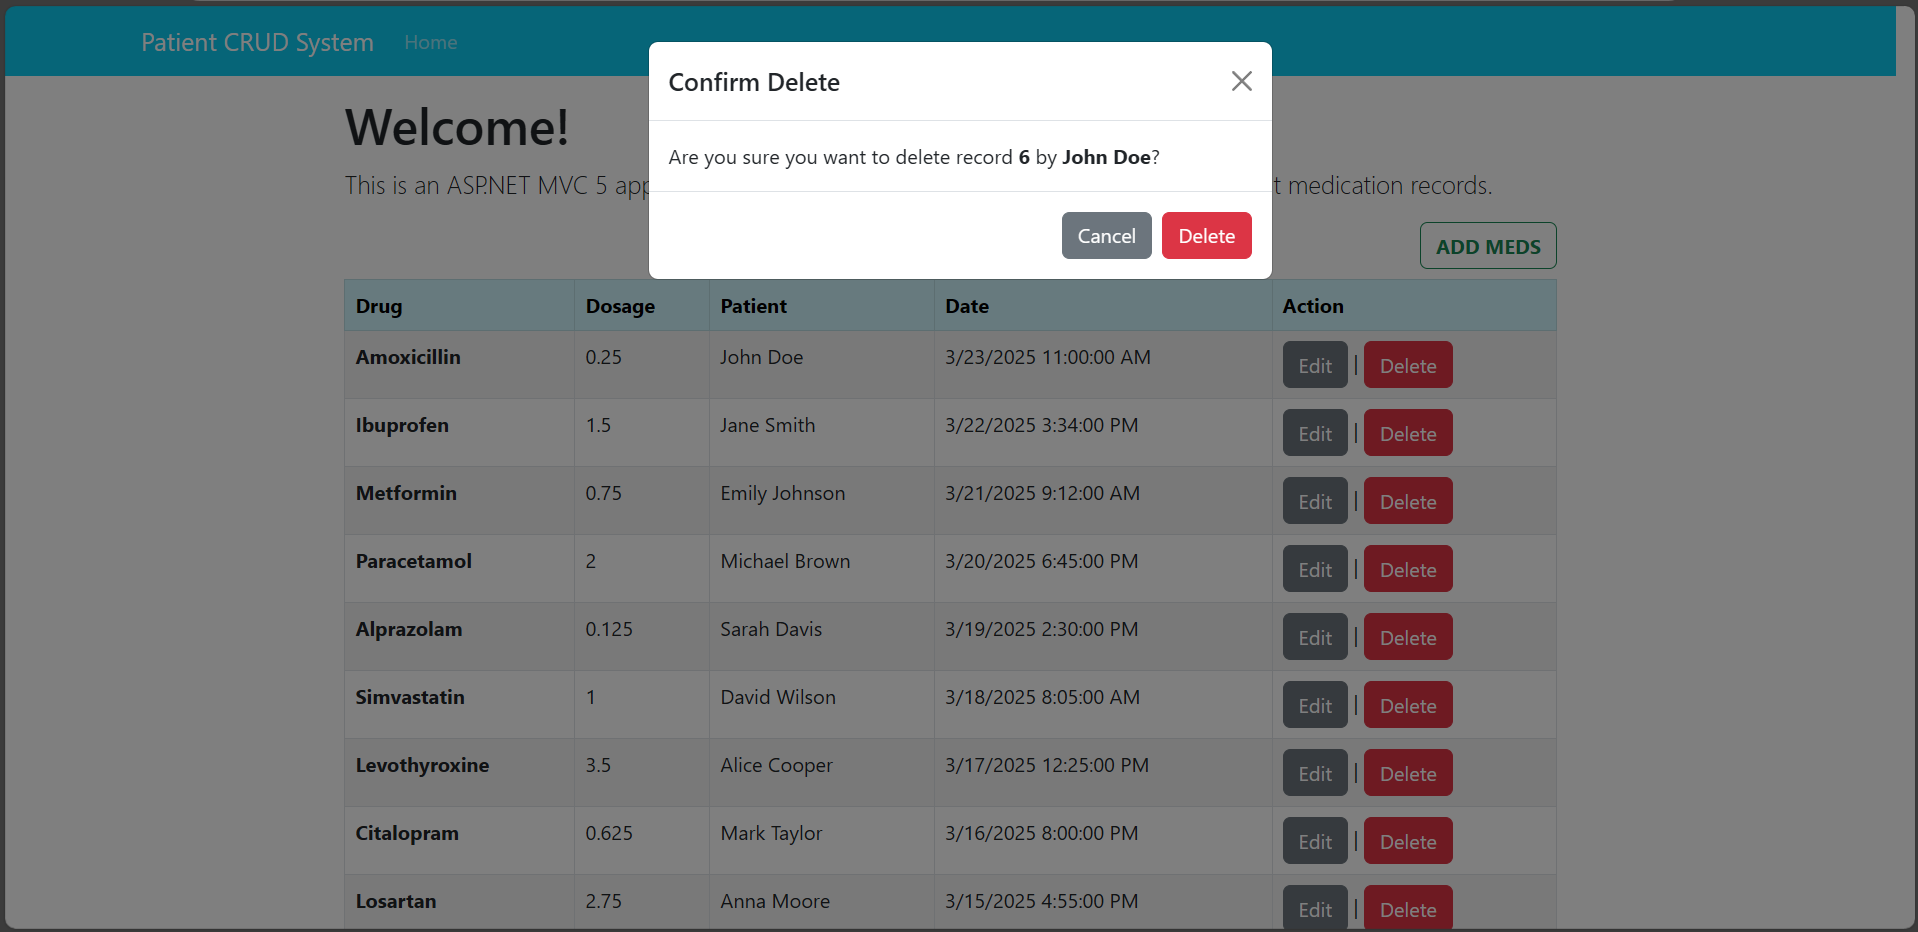 Patient CRUD System Home
Confirm Delete
Are you sure you want to delete record 6 by John Doe?
Cancel Delete
Welcome!
This is an ASP.NET MVC 5 app t medication records.
ADD MEDS
Drug Dosage Patient Date Action
Amoxicillin 0.25 John Doe 3/23/2025 11:00:00 AM Edit | Delete
Ibuprofen 1.5 Jane Smith 3/22/2025 3:34:00 PM Edit | Delete
Metformin 0.75 Emily Johnson 3/21/2025 9:12:00 AM Edit | Delete
Paracetamol 2 Michael Brown 3/20/2025 6:45:00 PM Edit | Delete
Alprazolam 0.125 Sarah Davis 3/19/2025 2:30:00 PM Edit | Delete
Simvastatin 1 David Wilson 3/18/2025 8:05:00 AM Edit | Delete
Levothyroxine 3.5 Alice Cooper 3/17/2025 12:25:00 PM Edit | Delete
Citalopram 0.625 Mark Taylor 3/16/2025 8:00:00 PM Edit | Delete
Losartan 2.75 Anna Moore 3/15/2025 4:55:00 PM Edit | Delete